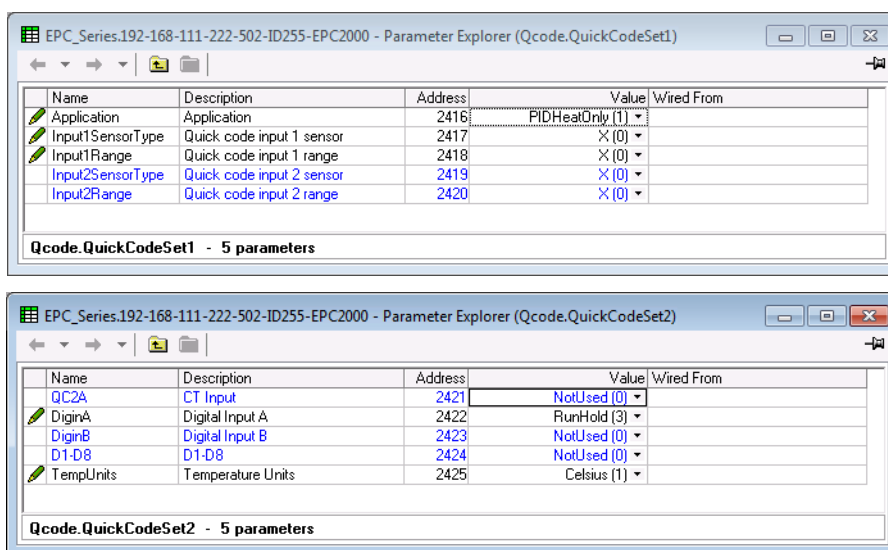 EPC_Series.192-168-111-222-502-ID255-EPC2000 - Parameter Explorer (Qcode.QuickCodeSet1)
Name Description Address Value Wired From
Application Application 2416 PIDHeatOnly (1)
Input1SensorType Quick code input 1 sensor 2417 X (0)
Input1Range Quick code input 1 range 2418 X (0)
Input2SensorType Quick code input 2 sensor 2419 X (0)
Input2Range Quick code input 2 range 2420 X (0)
Qcode.QuickCodeSet1 - 5 parameters
EPC_Series.192-168-111-222-502-ID255-EPC2000 - Parameter Explorer (Qcode.QuickCodeSet2)
Name Description Address Value Wired From
QC2A CT Input 2421 NotUsed (0)
DiginA Digital Input A 2422 RunHold (3)
DiginB Digital Input B 2423 NotUsed (0)
D1-D8 D1-D8 2424 NotUsed (0)
TempUnits Temperature Units 2425 Celsius (1)
Qcode.QuickCodeSet2 - 5 parameters